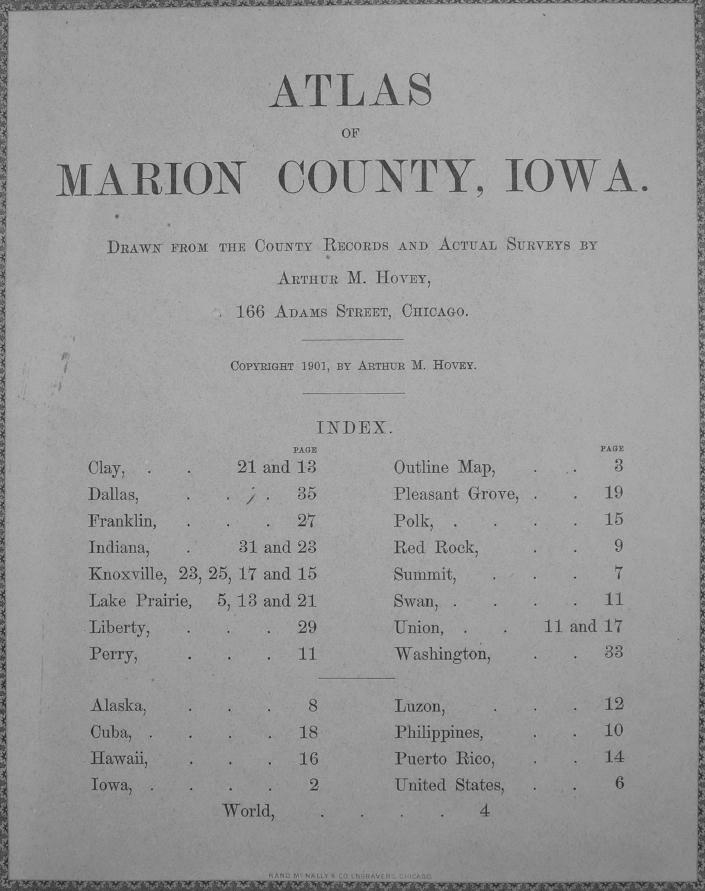 ATLAS
OF
MARION COUNTY, IOWA.
DRAWN FROM THE COUNTY RECORDS AND ACTUAL SURVEYS BY
ARTHUR M. HOVEY,
166 ADAMS STREET, CHICAGO.
COPYRIGHT 1901, BY ARTHUR M. HOVEY.
INDEX.
PAGE
Clay, . . 21 and 13
Dallas, . . . 35
Franklin, . . . 27
Indiana, . 31 and 23
Knoxville, 23, 25, 17 and 15
Lake Prairie, 5, 13 and 21
Liberty, . . . 29
Perry, . . . 11
PAGE
Outline Map, . . 3
Pleasant Grove, . . 19
Polk, . . . . 15
Red Rock, . . 9
Summit, . . . 7
Swan, . . . . 11
Union, . . 11 and 17
Washington, . . 33
Alaska, . . . 8
Cuba, . . . . 18
Hawaii, . . . 16
Iowa, . . . . 2
Luzon, . . . 12
Philippines, . . 10
Puerto Rico, . . 14
United States, . . 6
World, . . . . 4
RAND MCNALLY & CO ENGRAVERS, CHICAGO